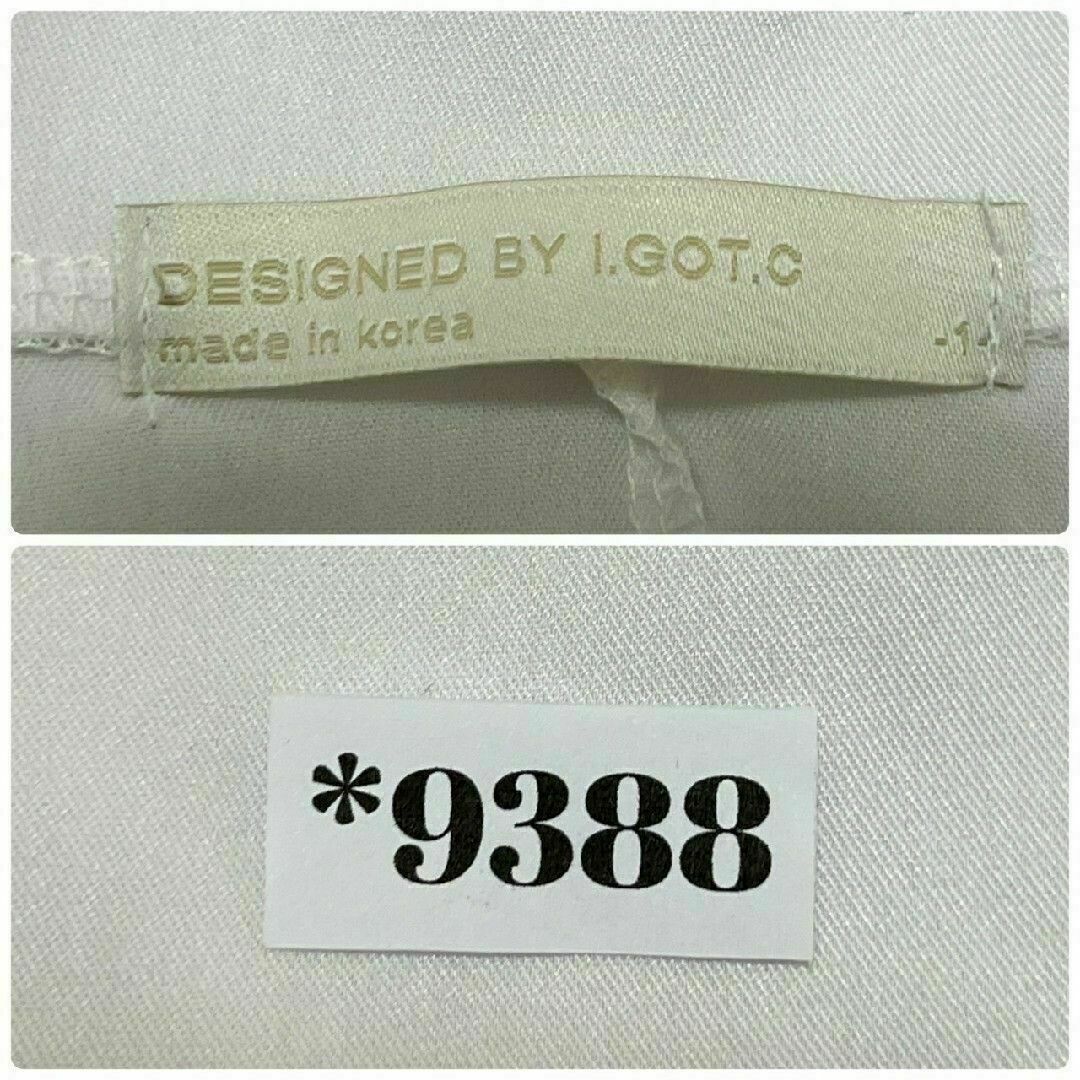 DESIGNED BY I.GOT.C
made in korea -1-
*9388